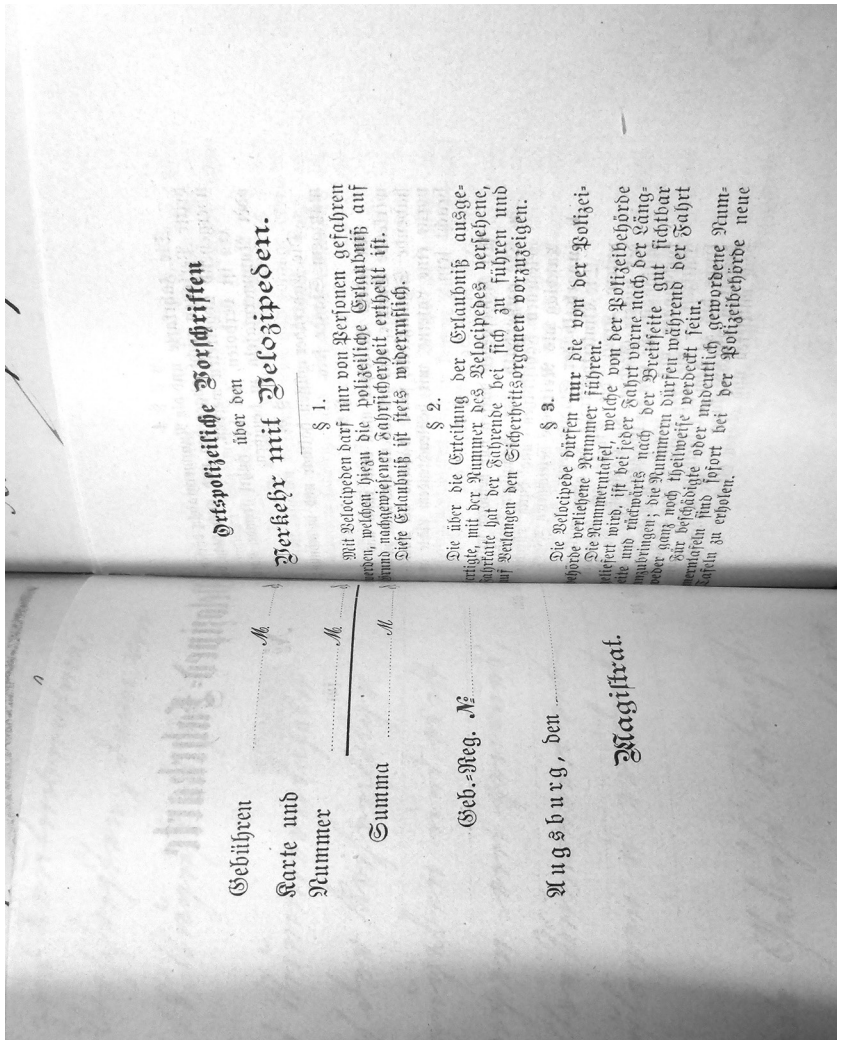 Gebühren M.
Karte und
Nummer M.
Summa M
Geb.=Reg. №
Augsburg, den
Magistrat.
Ortspolizeiliche Vorschriften
über den
Verkehr mit Velozipeden.
§ 1.
Mit Velocipeden darf nur von Personen gefahren
werden, welchen hiezu die polizeiliche Erlaubniß auf
Grund nachgewiesener Fahrsicherheit ertheilt ist.
Diese Erlaubniß ist stets widerruflich.
§ 2.
Die über die Erteilung der Erlaubniß ausge-
fertigte, mit der Nummer des Velocipedes versehene,
Fahrkarte hat der Fahrende bei sich zu führen und
auf Verlangen den Sicherheitsorganen vorzuzeigen.
§ 3.
Die Velocipede dürfen nur die von der Polizei-
behörde verliehene Nummer führen.
Die Nummerntafel, welche von der Polizeibehörde
geliefert wird, ist bei jeder Fahrt vorne nach der Läng-
seite und rückwärts nach der Breitseite gut sichtbar
anzubringen; die Nummern dürfen während der Fahrt
weder ganz noch theilweise verdeckt sein.
Für beschädigte oder undeutlich gewordene Num-
merntafeln sind sofort bei der Polizeibehörde neue
Tafeln zu erholen.